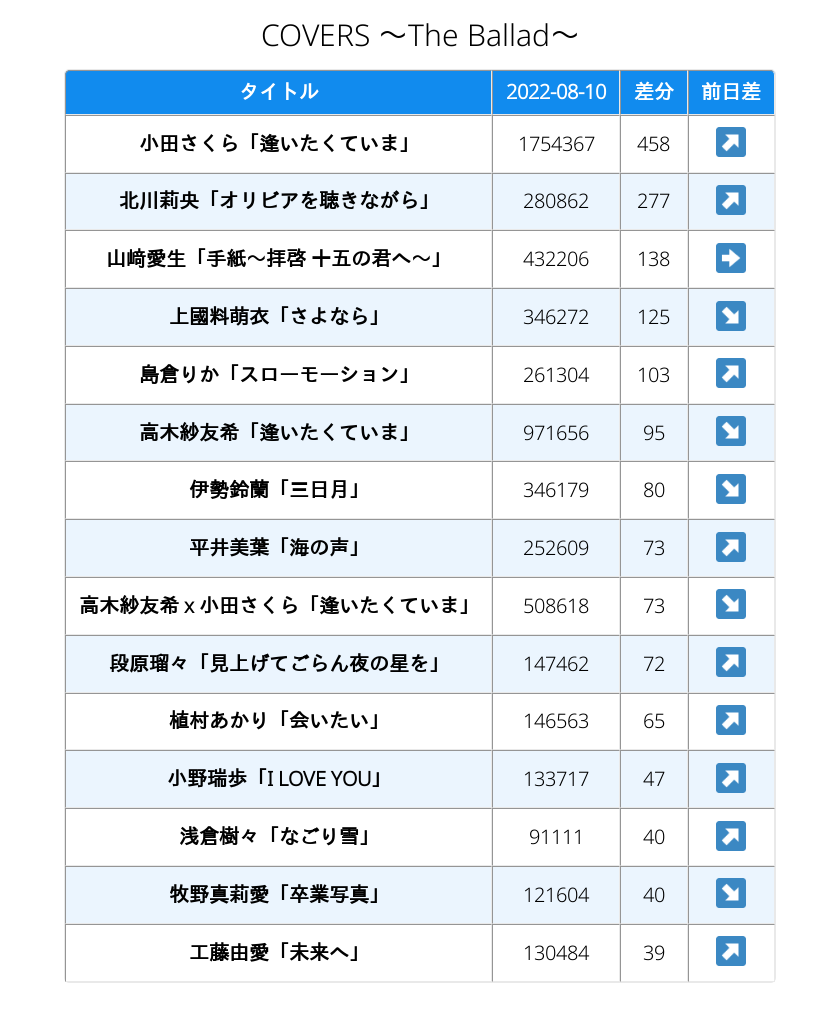 COVERS ～The Ballad～
タイトル 2022-08-10 差分 前日差
小田さくら「逢いたくていま」 1754367 458 ↗
北川莉央「オリビアを聴きながら」 280862 277 ↗
山﨑愛生「手紙～拝啓 十五の君へ～」 432206 138 ➡
上國料萌衣「さよなら」 346272 125 ↘
島倉りか「スローモーション」 261304 103 ↗
高木紗友希「逢いたくていま」 971656 95 ↘
伊勢鈴蘭「三日月」 346179 80 ↘
平井美葉「海の声」 252609 73 ↗
高木紗友希 x 小田さくら「逢いたくていま」 508618 73 ↘
段原瑠々「見上げてごらん夜の星を」 147462 72 ↗
植村あかり「会いたい」 146563 65 ↗
小野瑞歩「I LOVE YOU」 133717 47 ↗
浅倉樹々「なごり雪」 91111 40 ↗
牧野真莉愛「卒業写真」 121604 40 ↘
工藤由愛「未来へ」 130484 39 ↗